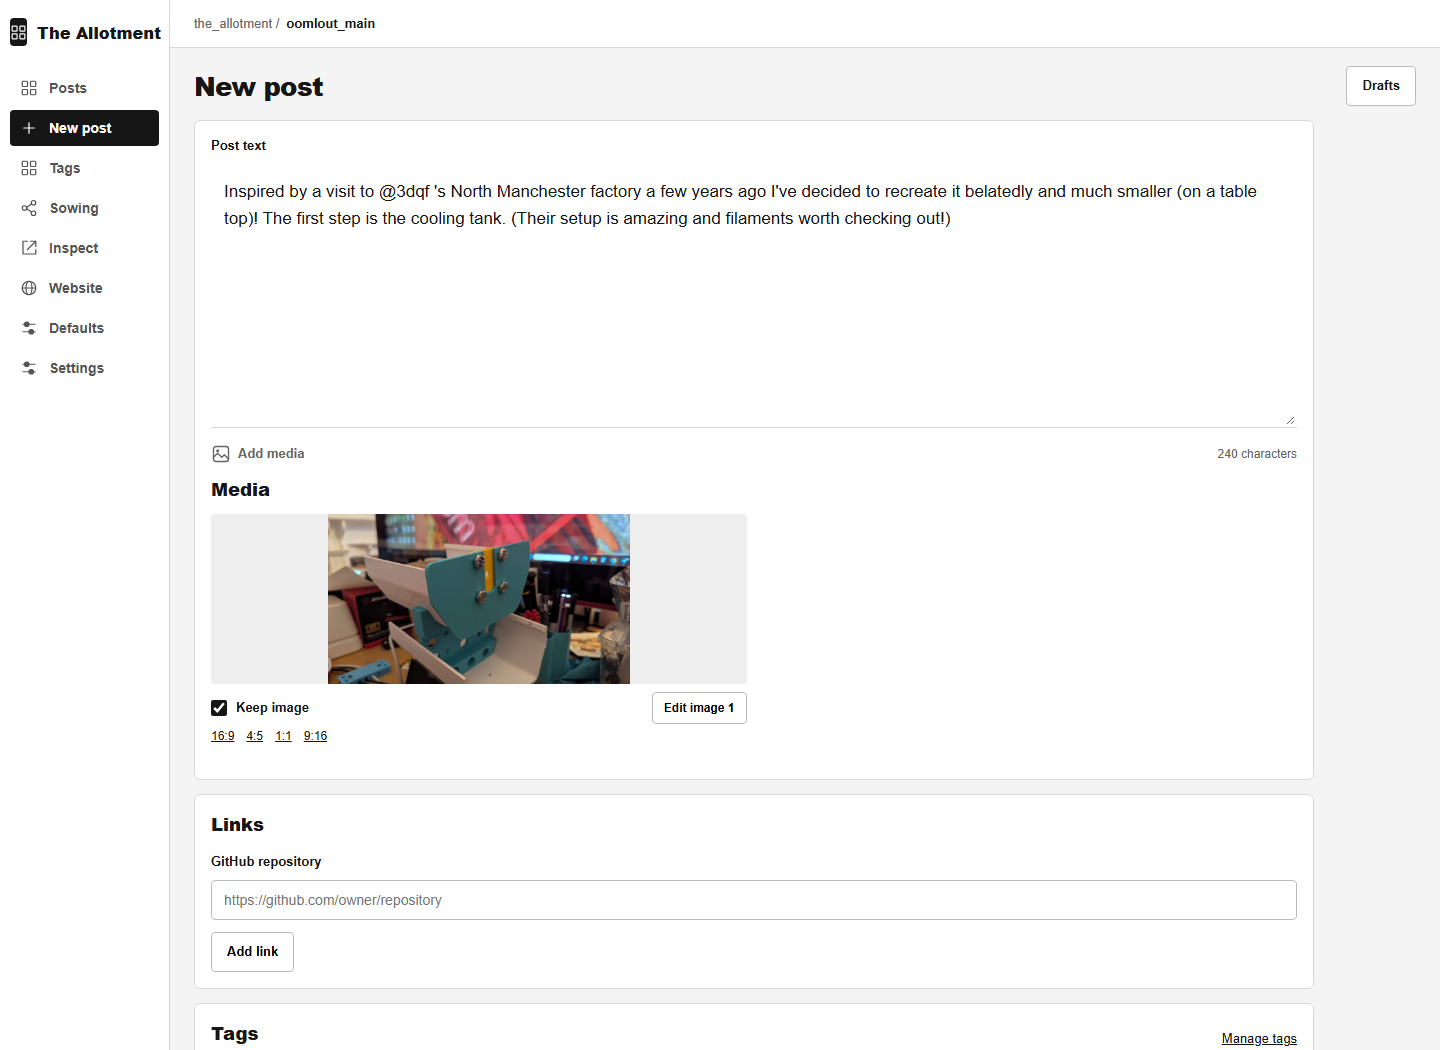 The Allotment
the_allotment / oomlout_main
Posts
New post
Tags
Sowing
Inspect
Website
Defaults
Settings
New post
Drafts
Post text
Inspired by a visit to @3dqf 's North Manchester factory a few years ago I've decided to recreate it belatedly and much smaller (on a table
top)! The first step is the cooling tank. (Their setup is amazing and filaments worth checking out!)
Add media
240 characters
Media
Keep image
Edit image 1
16:9 4:5 1:1 9:16
Links
GitHub repository
https://github.com/owner/repository
Add link
Tags
Manage tags